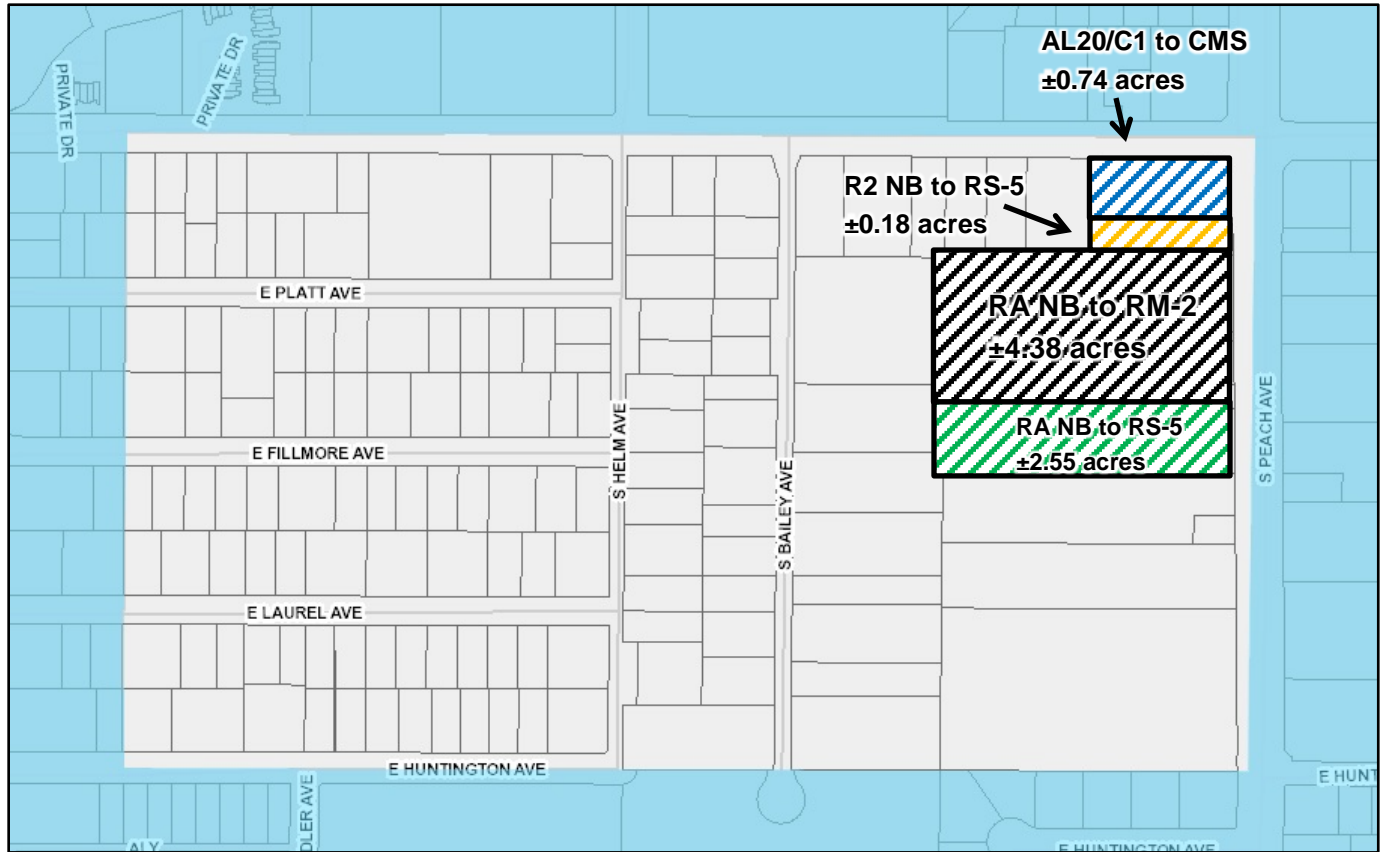 AL20/C1 to CMS
±0.74 acres
PRIVATE DR
PRIVATE DR
R2 NB to RS-5
±0.18 acres
E PLATT AVE
RA NB to RM-2
±4.38 acres
S PEACH AVE
RA NB to RS-5
±2.55 acres
E FILLMORE AVE
S HELM AVE
S BAILEY AVE
E LAUREL AVE
E HUNTINGTON AVE
E HUNT
DLER AVE
ALY
E HUNTINGTON AVE